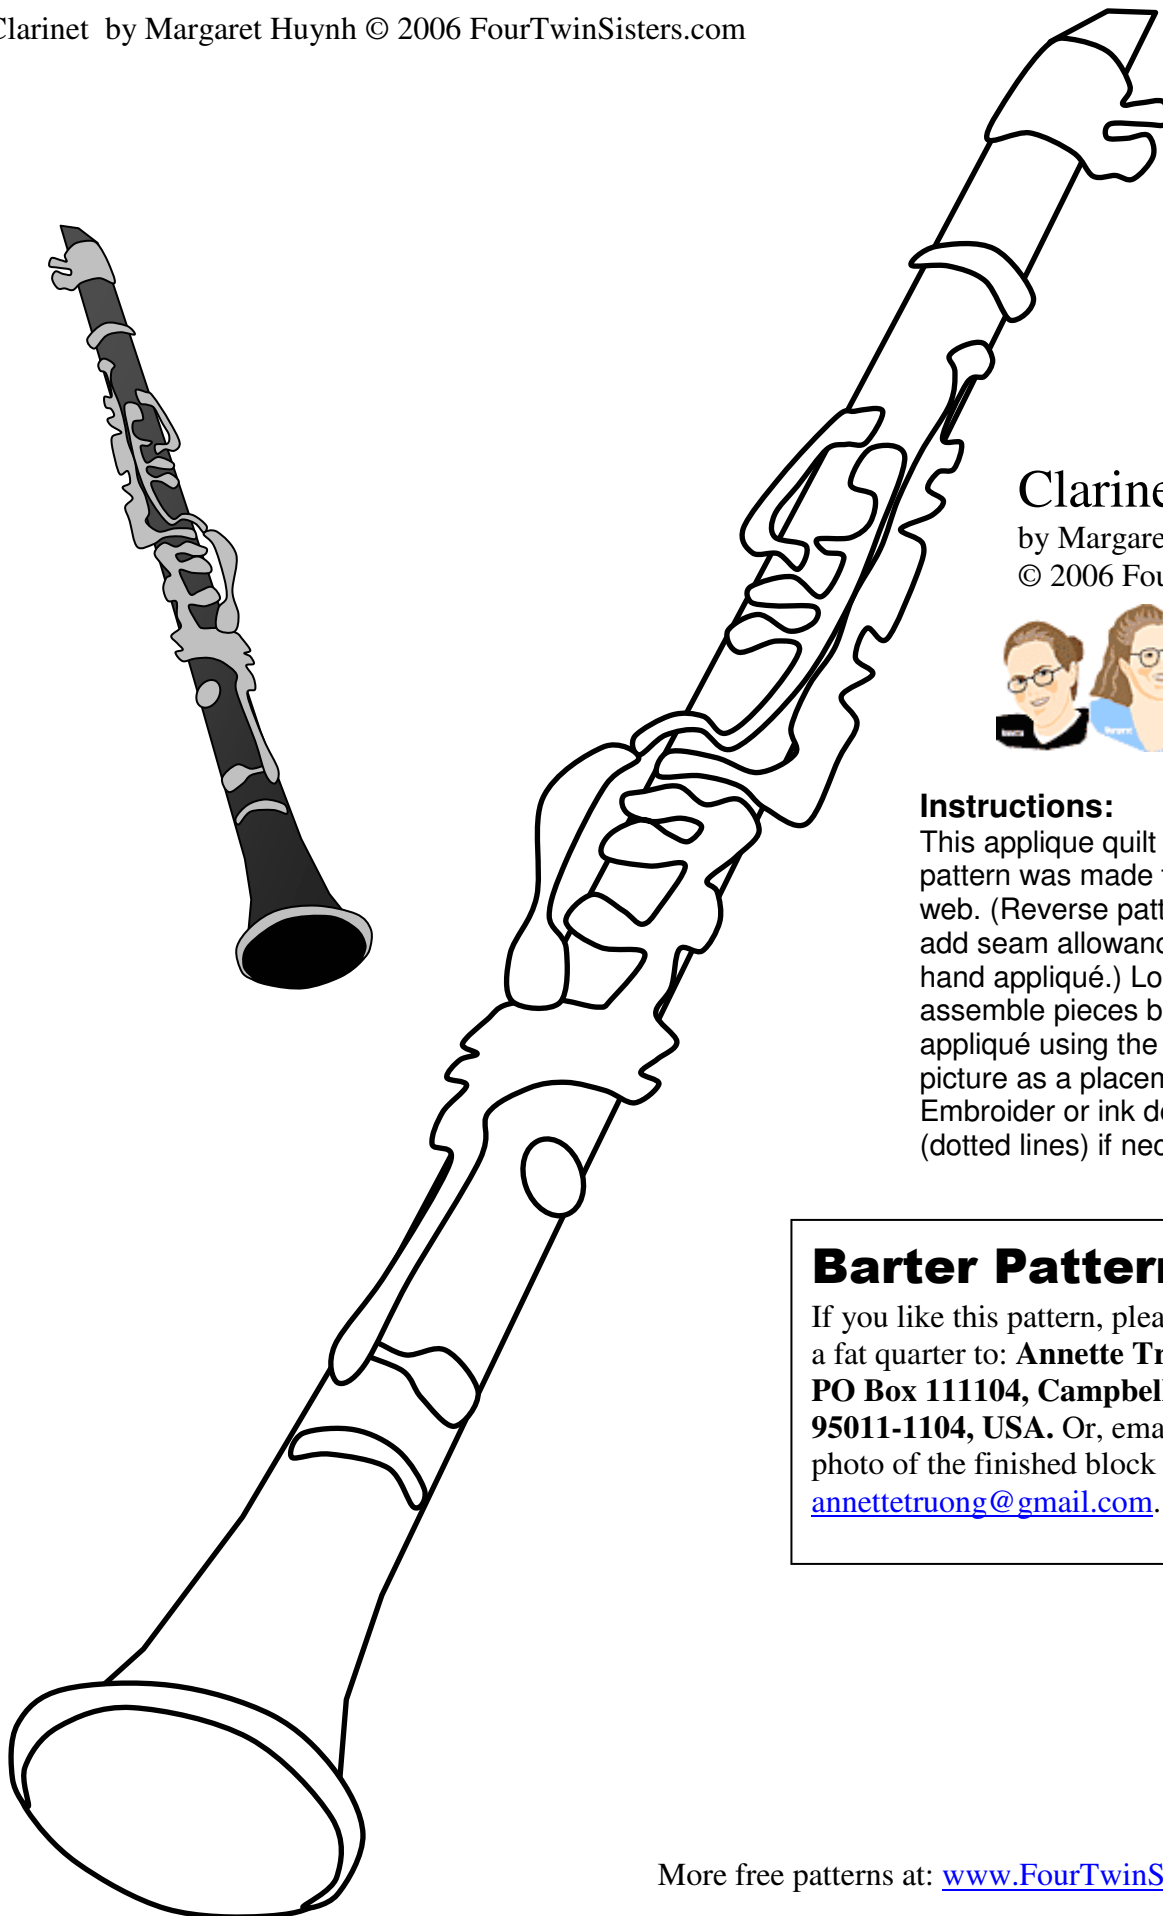 Clarinet by Margaret Huynh © 2006 FourTwinSisters.com
Clarine
by Margare
© 2006 Fou
Instructions:
This applique quilt
pattern was made
web. (Reverse patt
add seam allowanc
hand appliqué.) Lo
assemble pieces b
appliqué using the
picture as a placem
Embroider or ink de
(dotted lines) if nec
Barter Pattern
If you like this pattern, plea
a fat quarter to: Annette Tr
PO Box 111104, Campbell
95011-1104, USA. Or, ema
photo of the finished block
annettetruong@gmail.com.
More free patterns at: www.FourTwinS